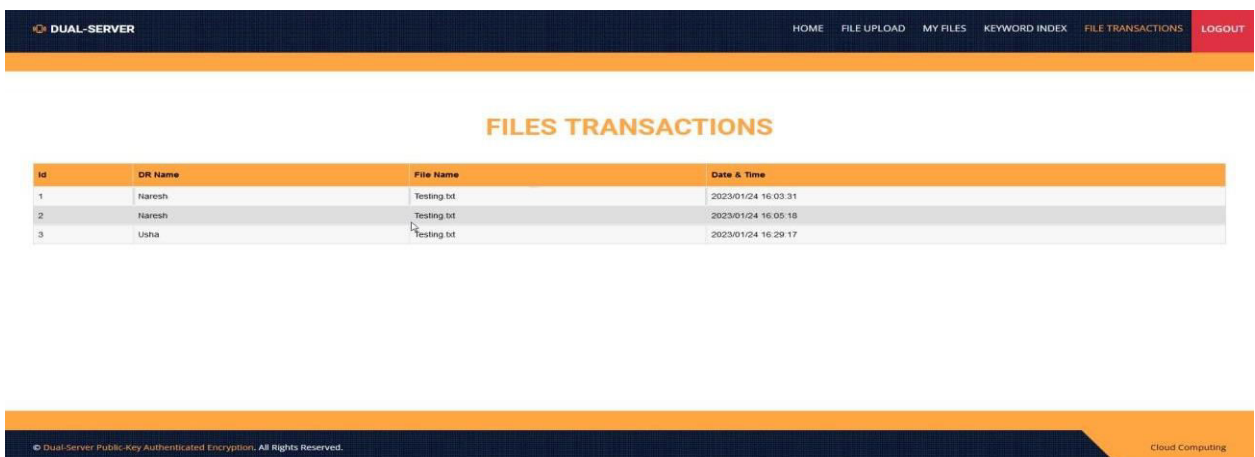 DUAL-SERVER HOME FILE UPLOAD MY FILES KEYWORD INDEX FILE TRANSACTIONS LOGOUT
FILES TRANSACTIONS
Id DR Name File Name Date & Time
1 Naresh Testing.txt 2023/01/24 16:03:31
2 Naresh Testing.txt 2023/01/24 16:05:18
3 Usha Testing.txt 2023/01/24 16:29:17
© Dual-Server Public-Key Authenticated Encryption. All Rights Reserved. Cloud Computing